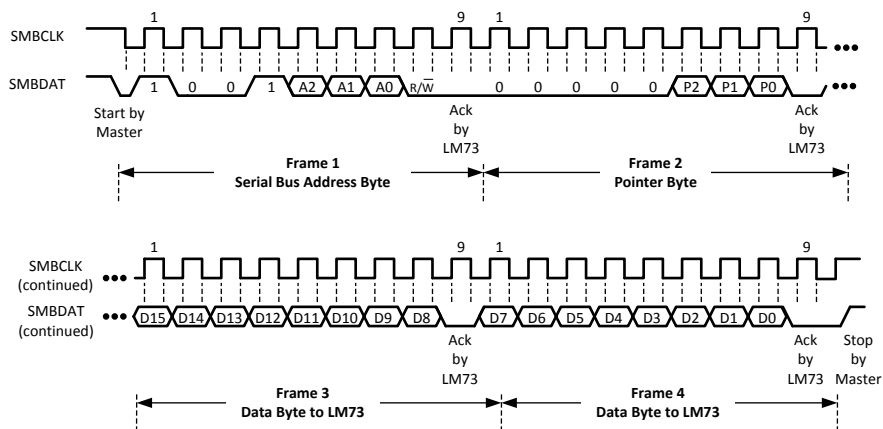 1 9 1 9
SMBCLK
SMBDAT
1 0 0 1 A2 A1 A0 R/W̅ 0 0 0 0 0 P2 P1 P0
Start by
Master
Ack
by
LM73
Ack
by
LM73
Frame 1
Serial Bus Address Byte
Frame 2
Pointer Byte
1 9 1 9
SMBCLK
(continued)
SMBDAT
(continued)
D15 D14 D13 D12 D11 D10 D9 D8 D7 D6 D5 D4 D3 D2 D1 D0
Ack
by
LM73
Ack
by
LM73
Stop
by
Master
Frame 3
Data Byte to LM73
Frame 4
Data Byte to LM73